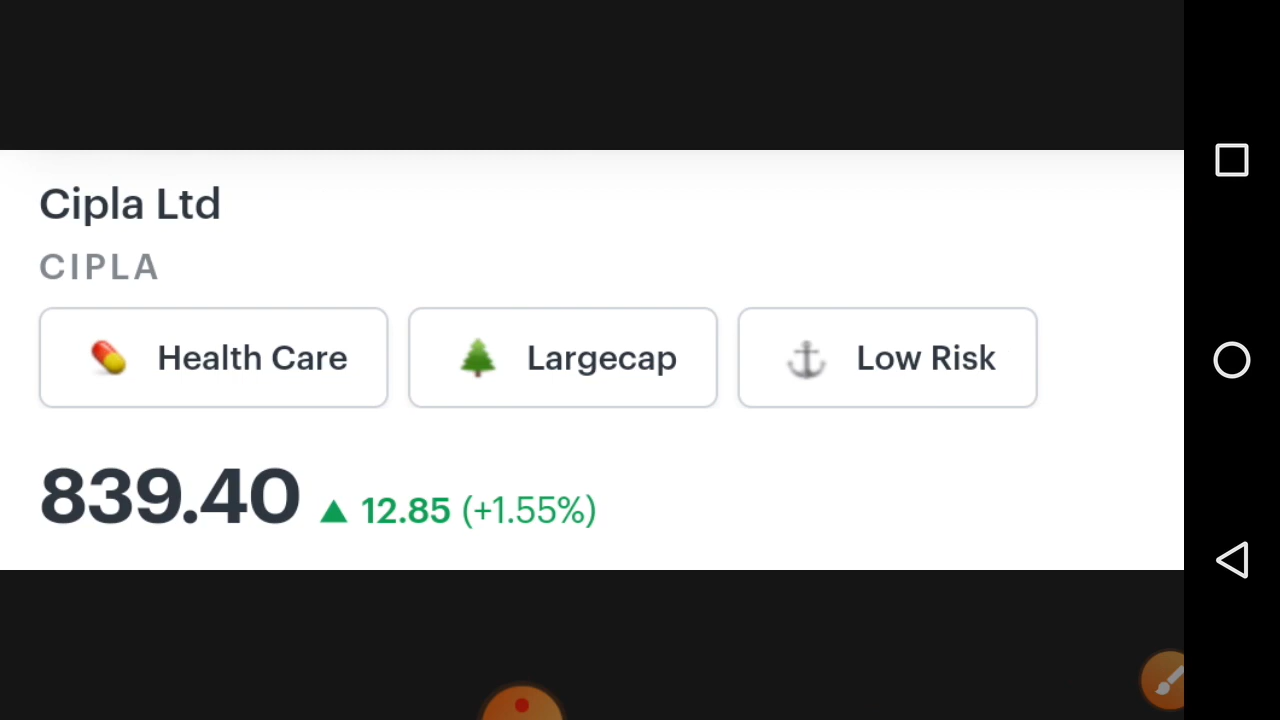 Cipla Ltd
CIPLA
Health Care Largecap Low Risk
839.40 ▲ 12.85 (+1.55%)